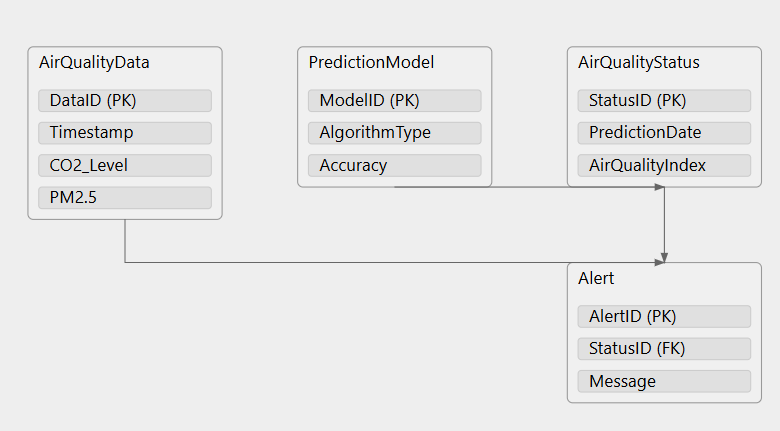 AirQualityData
DataID (PK)
Timestamp
CO2_Level
PM2.5
PredictionModel
ModelID (PK)
AlgorithmType
Accuracy
AirQualityStatus
StatusID (PK)
PredictionDate
AirQualityIndex
Alert
AlertID (PK)
StatusID (FK)
Message